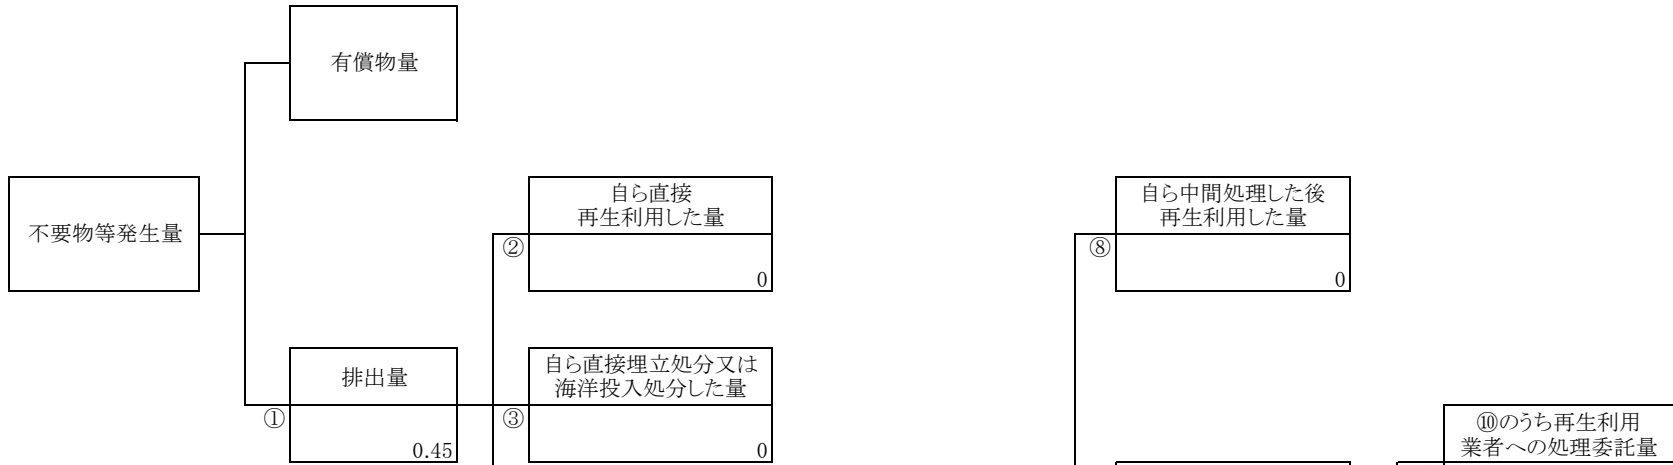 有償物量
不要物等発生量
自ら直接
再生利用した量
②
0
自ら中間処理した後
再生利用した量
⑧
0
排出量
①
0.45
自ら直接埋立処分又は
海洋投入処分した量
③
0
⑩のうち再生利用
業者への処理委託量